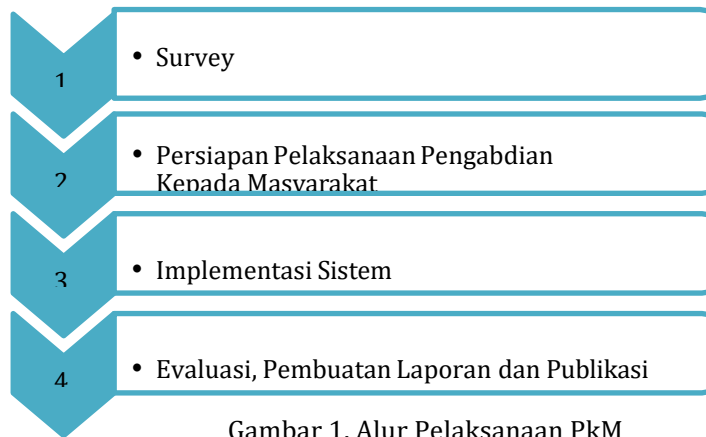 1
• Survey
2
• Persiapan Pelaksanaan Pengabdian
Kepada Masyarakat
3
• Implementasi Sistem
4
• Evaluasi, Pembuatan Laporan dan Publikasi
Gambar 1. Alur Pelaksanaan PkM